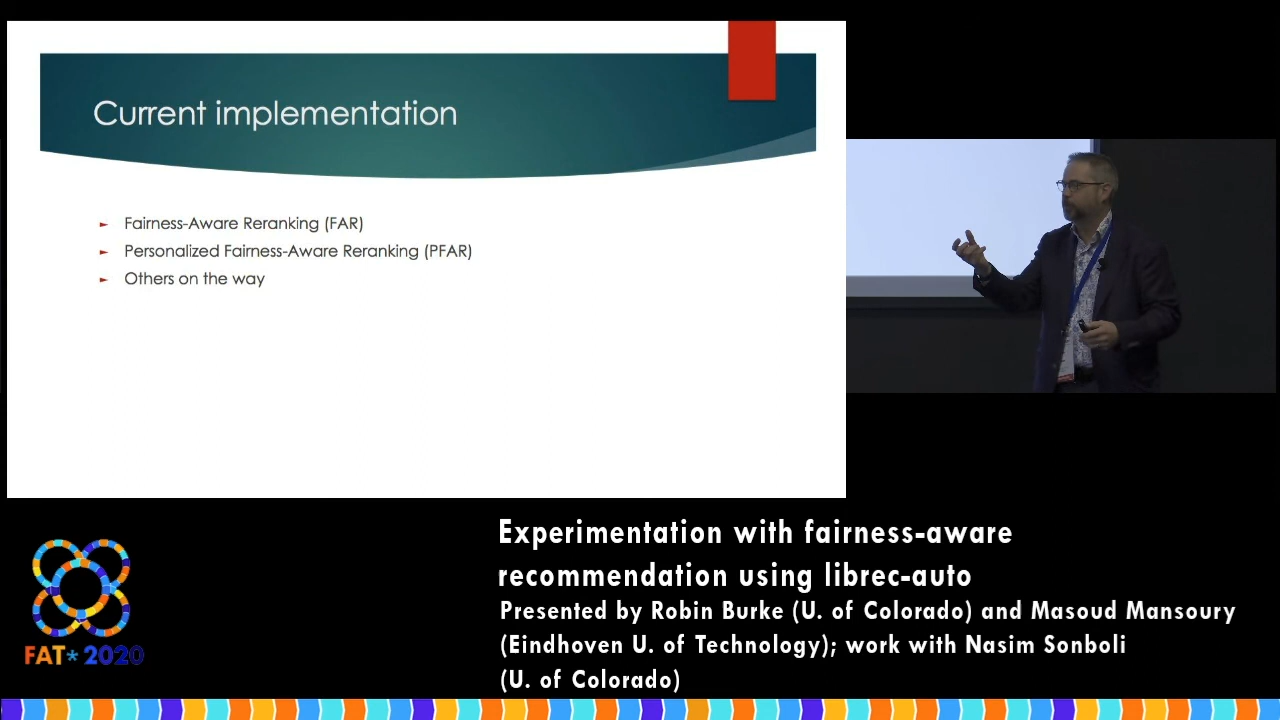 Current implementation
Fairness-Aware Reranking (FAR)
Personalized Fairness-Aware Reranking (PFAR)
Others on the way
Experimentation with fairness-aware
recommendation using librec-auto
Presented by Robin Burke (U. of Colorado) and Masoud Mansoury
(Eindhoven U. of Technology); work with Nasim Sonboli
(U. of Colorado)
FAT* 2020